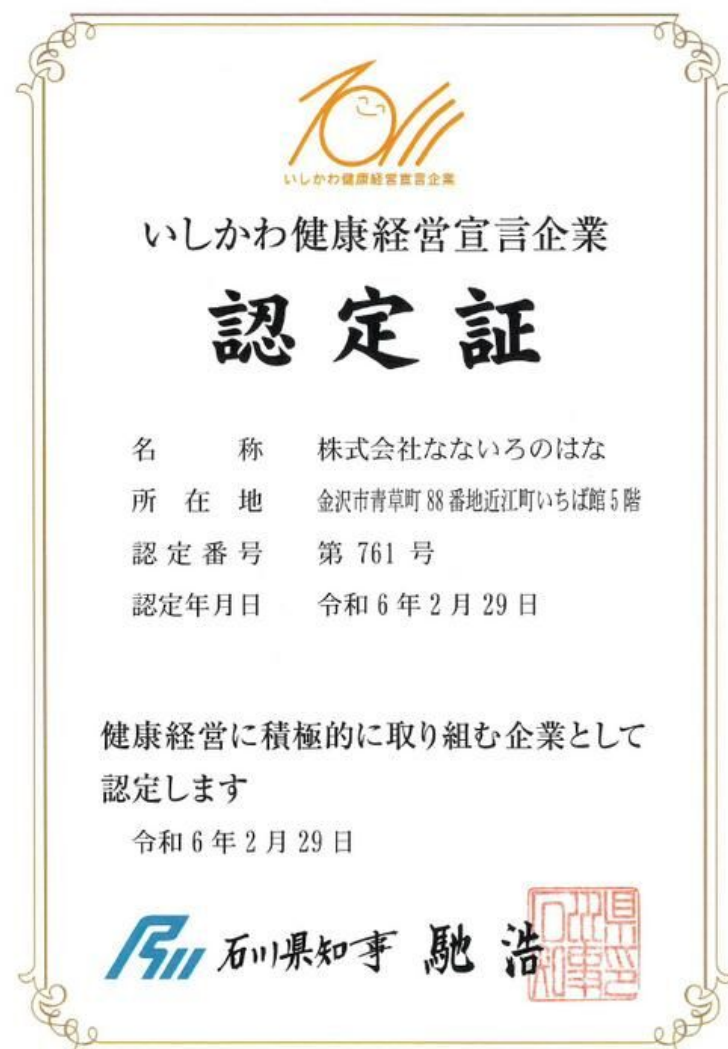 いしかわ健康経営宣言企業
いしかわ健康経営宣言企業
認定証
名称 株式会社なないろのはな
所在地 金沢市青草町88番地近江町いちば館5階
認定番号 第 761 号
認定年月日 令和6年2月29日
健康経営に積極的に取り組む企業として
認定します
令和6年2月29日
石川県知事 馳浩